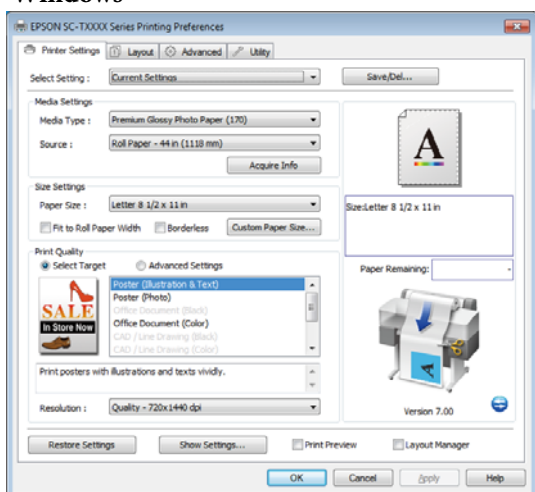 Windows
EPSON SC-TXXXX Series Printing Preferences
Printer Settings Layout Advanced Utility
Select Setting : Current Settings Save/Del...
Media Settings
Media Type : Premium Glossy Photo Paper (170)
Source : Roll Paper - 44 in (1118 mm)
Acquire Info
A
Size Settings
Paper Size : Letter 8 1/2 x 11 in
Fit to Roll Paper Width Borderless Custom Paper Size...
Size:Letter 8 1/2 x 11 in
Print Quality
Select Target Advanced Settings
Paper Remaining: -
SALE
In Store Now
Poster (Illustration & Text)
Poster (Photo)
Office Document (Black)
Office Document (Color)
CAD / Line Drawing (Black)
CAD / Line Drawing (Color)
A
Print posters with illustrations and texts vividly.
Resolution : Quality - 720x1440 dpi
Version 7.00
Restore Settings Show Settings... Print Preview Layout Manager
OK Cancel Apply Help